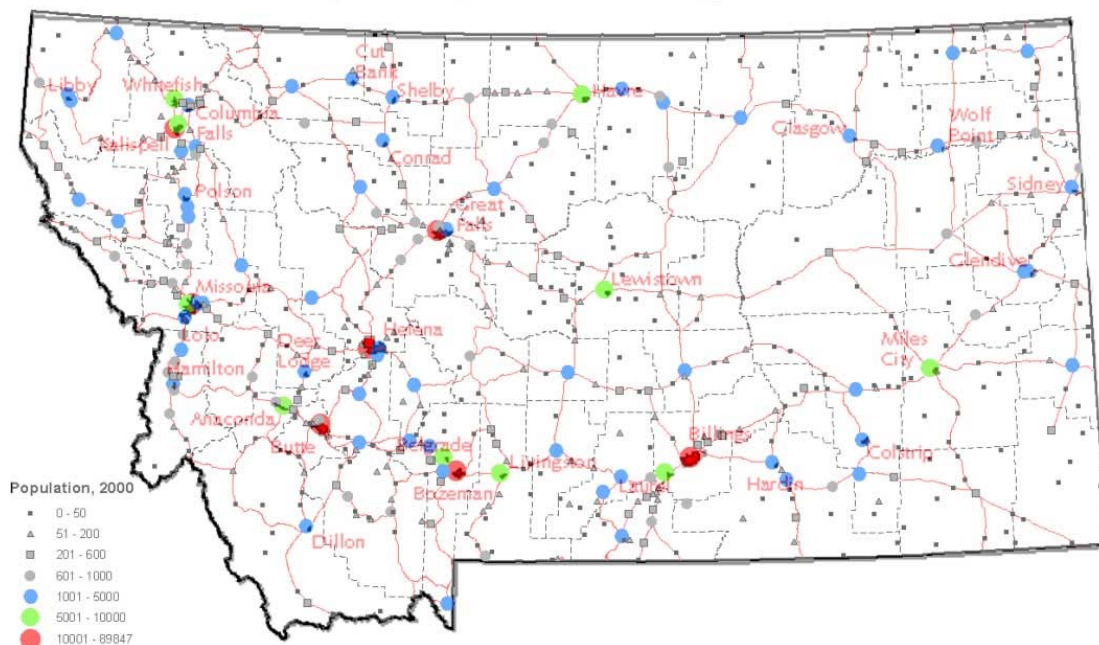 Cut
Bank
Libby
Whitefish
Shelby
Havre
Columbia
Falls
Kalispell
Glasgow
Wolf
Point
Conrad
Polson
Sidney
Great
Falls
Glendive
Lewistown
Missoula
Lolo
Helena
Deer
Lodge
Miles
City
Hamilton
Anaconda
Butte
Billings
Belgrade
Colstrip
Livingston
Bozeman
Laurel
Hardin
Dillon
Population, 2000
0 - 50
51 - 200
201 - 600
601 - 1000
1001 - 5000
5001 - 10000
10001 - 89847